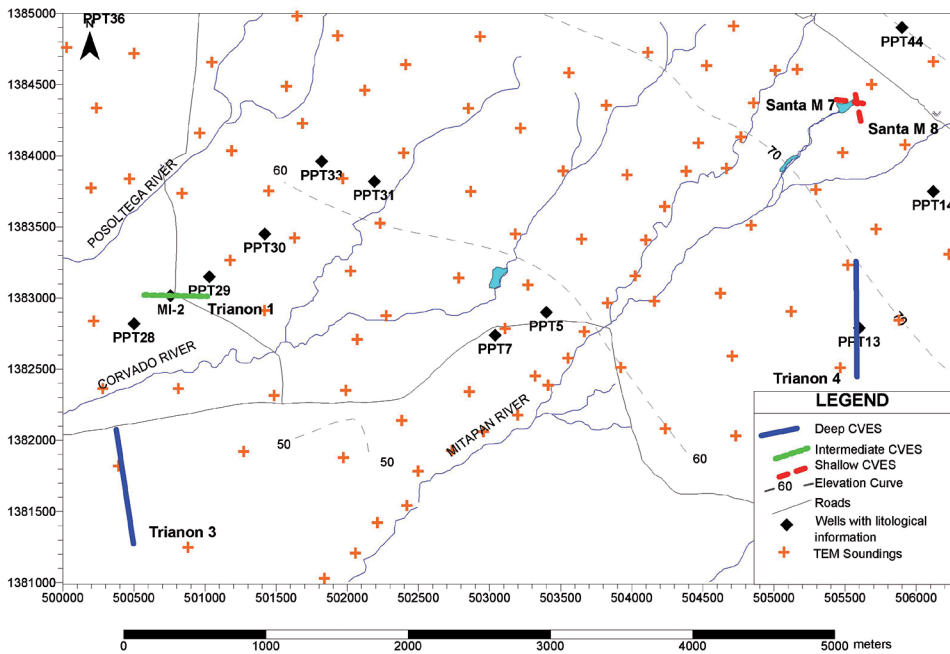 1385000
1384500
1384000
1383500
1383000
1382500
1382000
1381500
1381000
PPT36
N
PPT44
Santa M 7
Santa M 8
70
PPT33
60
PPT31
PPT14
POSOLTEGA RIVER
PPT30
PPT29
MI-2
Trianon 1
PPT28
PPT5
PPT7
70
PPT13
CORVADO RIVER
Trianon 4
MITAPAN RIVER
50
50
60
Trianon 3
LEGEND
Deep CVES
Intermediate CVES
Shallow CVES
60 Elevation Curve
Roads
Wells with litological
information
TEM Soundings
500000 500500 501000 501500 502000 502500 503000 503500 504000 504500 505000 505500 506000
0 1000 2000 3000 4000 5000 meters